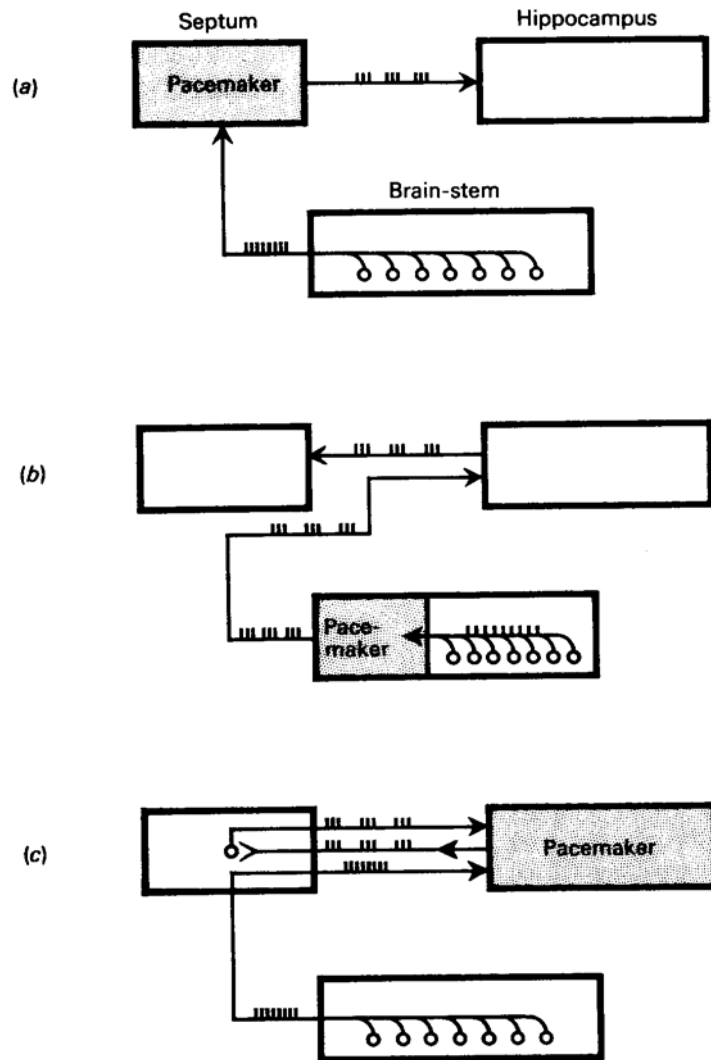 Septum
Hippocampus
(a)
Pacemaker
Brain-stem
(b)
Pace-
maker
(c)
Pacemaker